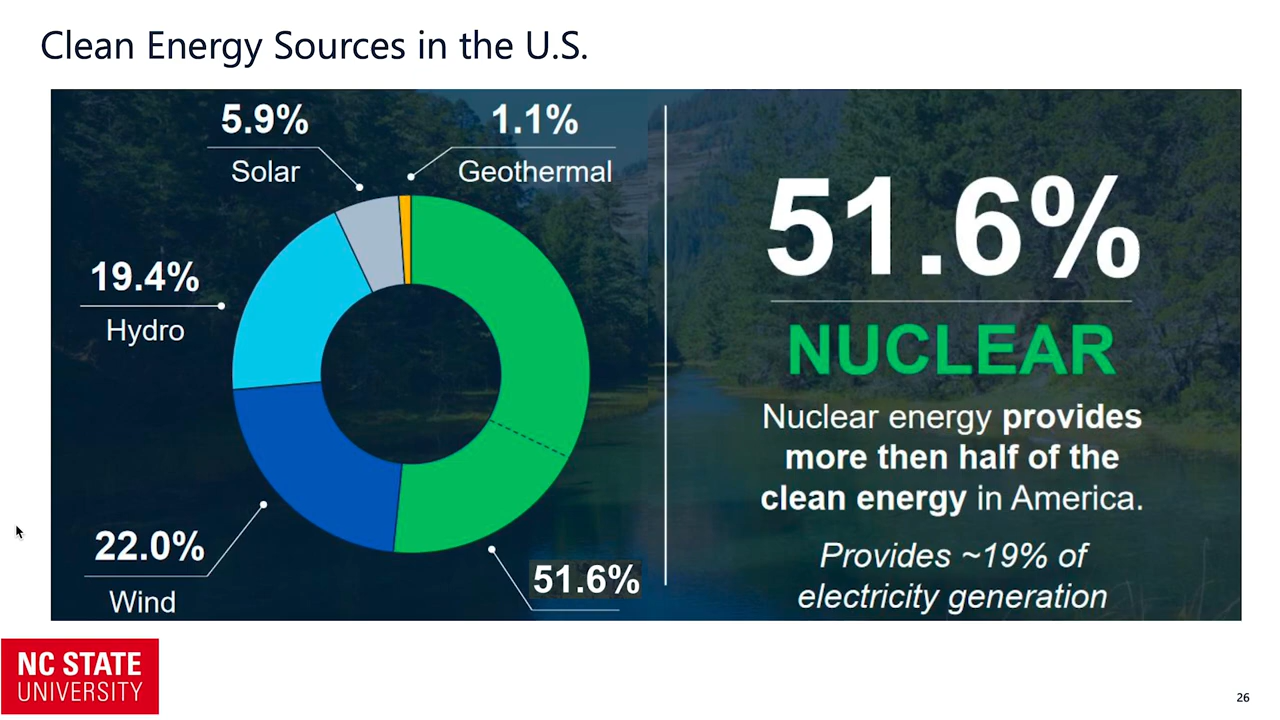 Clean Energy Sources in the U.S.
5.9%
Solar
1.1%
Geothermal
19.4%
Hydro
22.0%
Wind
51.6%
51.6%
NUCLEAR
Nuclear energy provides
more then half of the
clean energy in America.
Provides ~19% of
electricity generation
NC STATE
UNIVERSITY
26